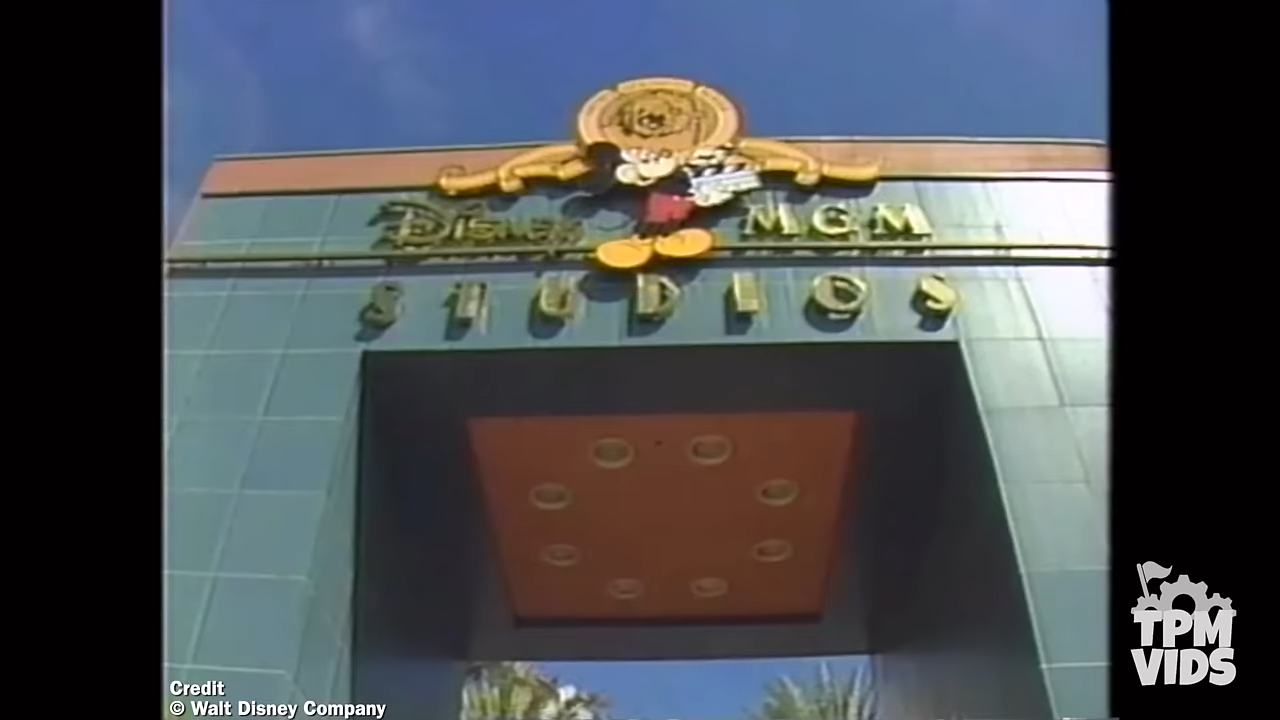 Disney MGM
STUDIOS
TPM
VIDS
Credit
© Walt Disney Company